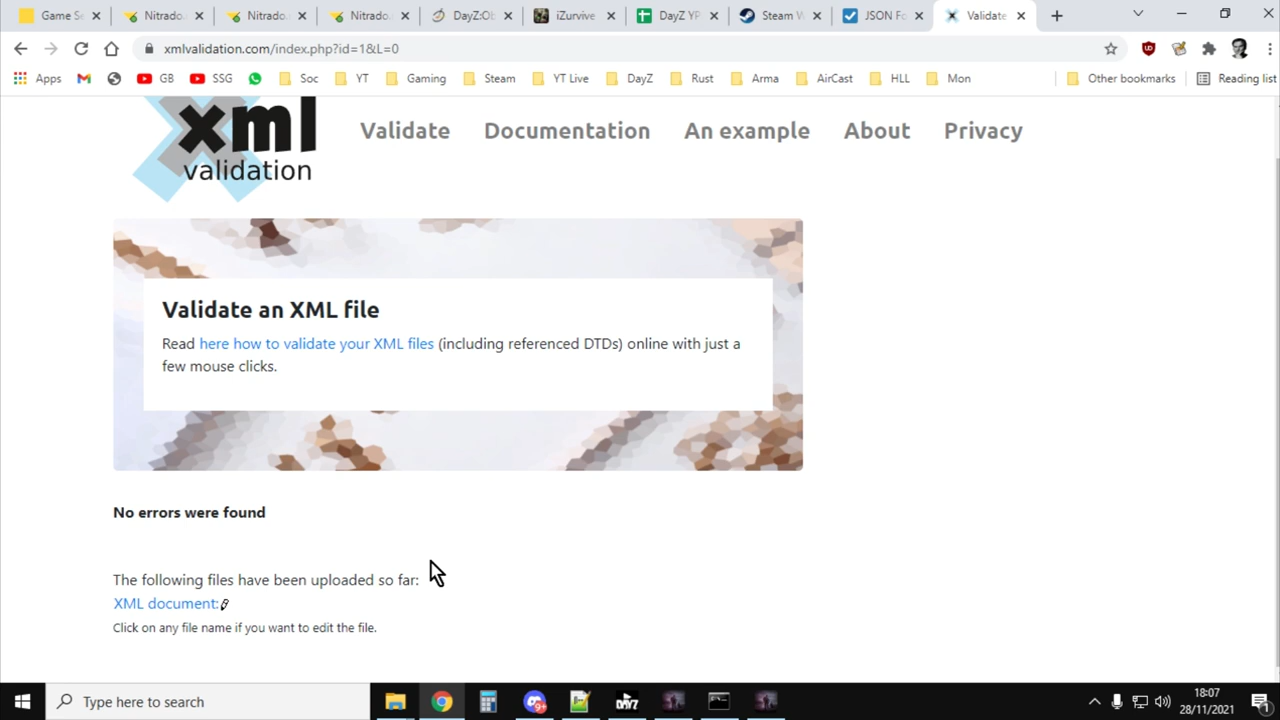 Game Se
Nitrado.
Nitrado.
Nitrado.
DayZ:Ob
iZurvive
DayZ YP
Steam W
JSON Fo
Validate
xmlvalidation.com/index.php?id=1&L=0
Apps
GB
SSG
Soc
YT
Gaming
Steam
YT Live
DayZ
Rust
Arma
AirCast
HLL
Mon
Other bookmarks
Reading list
xml
validation
Validate
Documentation
An example
About
Privacy
Validate an XML file
Read here how to validate your XML files (including referenced DTDs) online with just a
few mouse clicks.
No errors were found
The following files have been uploaded so far:
XML document:
Click on any file name if you want to edit the file.
Type here to search
DAYZ
18:07
28/11/2021